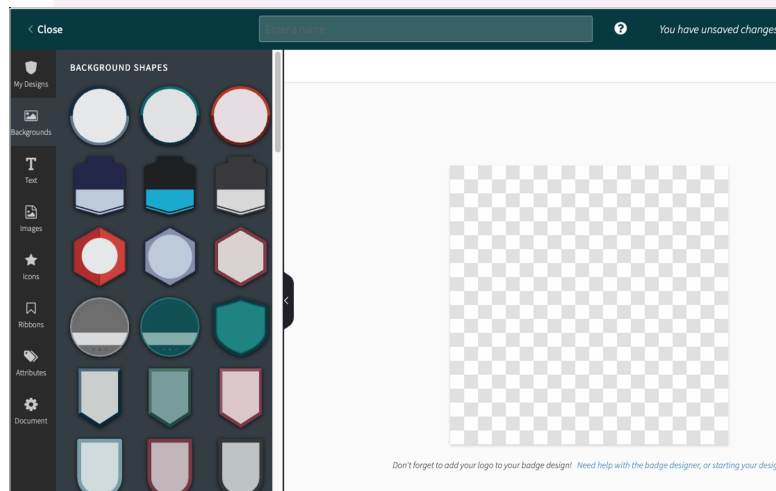 < Close
Enter a name
?
You have unsaved changes
BACKGROUND SHAPES
My Designs
Backgrounds
Text
Images
Icons
Ribbons
Attributes
Document
Don't forget to add your logo to your badge design! Need help with the badge designer, or starting your desig